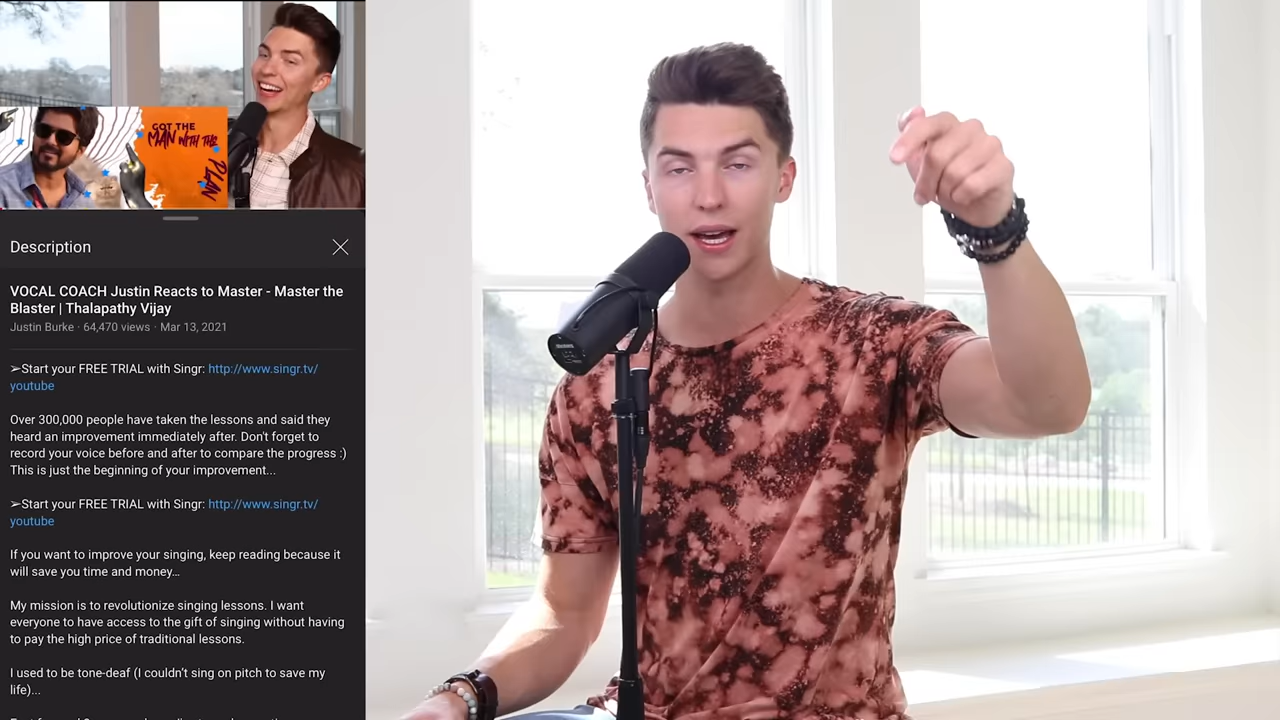 GOT THE
MAN WITH THE
PLAN
Description
VOCAL COACH Justin Reacts to Master - Master the
Blaster | Thalapathy Vijay
Justin Burke · 64,470 views · Mar 13, 2021
➢Start your FREE TRIAL with Singr: http://www.singr.tv/
youtube
Over 300,000 people have taken the lessons and said they
heard an improvement immediately after. Don't forget to
record your voice before and after to compare the progress :)
This is just the beginning of your improvement...
➢Start your FREE TRIAL with Singr: http://www.singr.tv/
youtube
If you want to improve your singing, keep reading because it
will save you time and money…
My mission is to revolutionize singing lessons. I want
everyone to have access to the gift of singing without having
to pay the high price of traditional lessons.
I used to be tone-deaf (I couldn't sing on pitch to save my
life)...